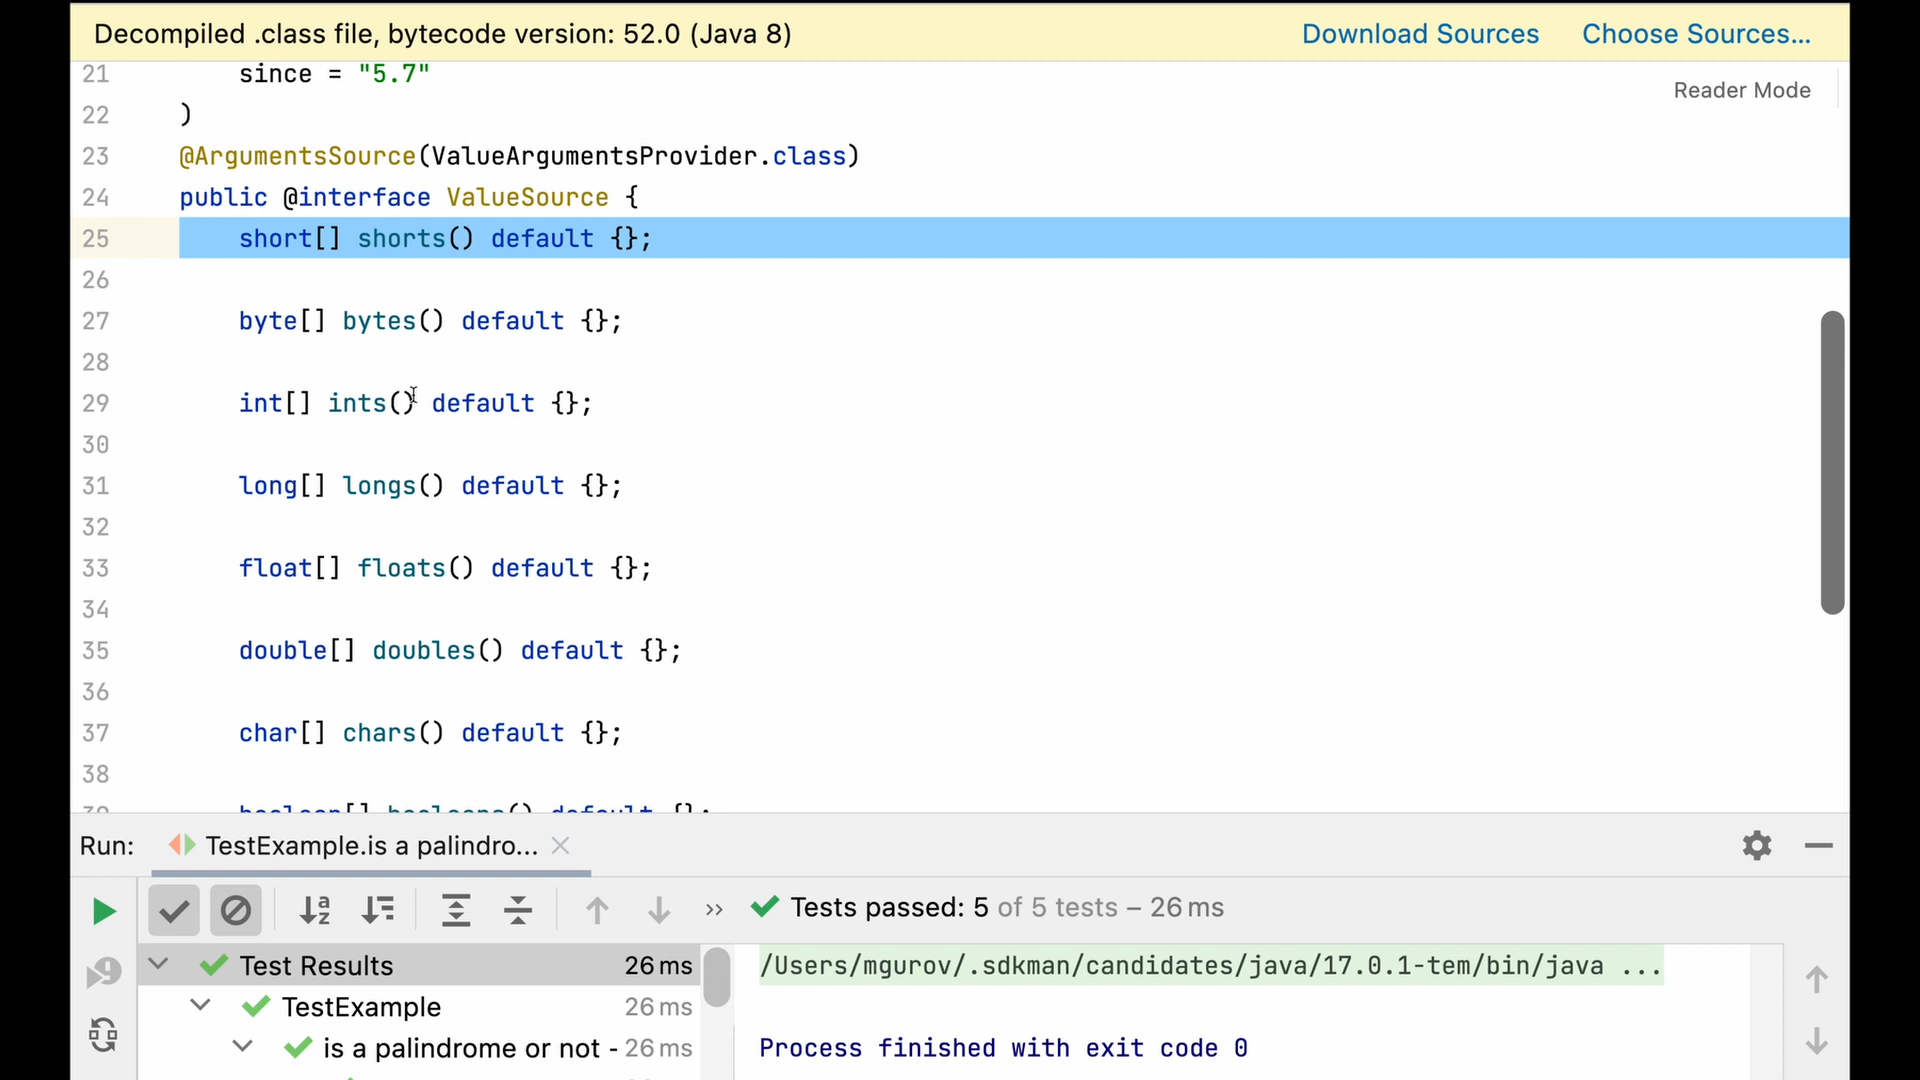 Decompiled .class file, bytecode version: 52.0 (Java 8) Download Sources Choose Sources...
21 since = "5.7"
Reader Mode
22 )
23 @ArgumentsSource(ValueArgumentsProvider.class)
24 public @interface ValueSource {
25 short[] shorts() default {};
26
27 byte[] bytes() default {};
28
29 int[] ints() default {};
30
31 long[] longs() default {};
32
33 float[] floats() default {};
34
35 double[] doubles() default {};
36
37 char[] chars() default {};
38
39 boolean[] booleans() default {};
Run: TestExample.is a palindro...
Tests passed: 5 of 5 tests – 26 ms
Test Results 26 ms
/Users/mgurov/.sdkman/candidates/java/17.0.1-tem/bin/java ...
TestExample 26 ms
is a palindrome or not - 26 ms
Process finished with exit code 0